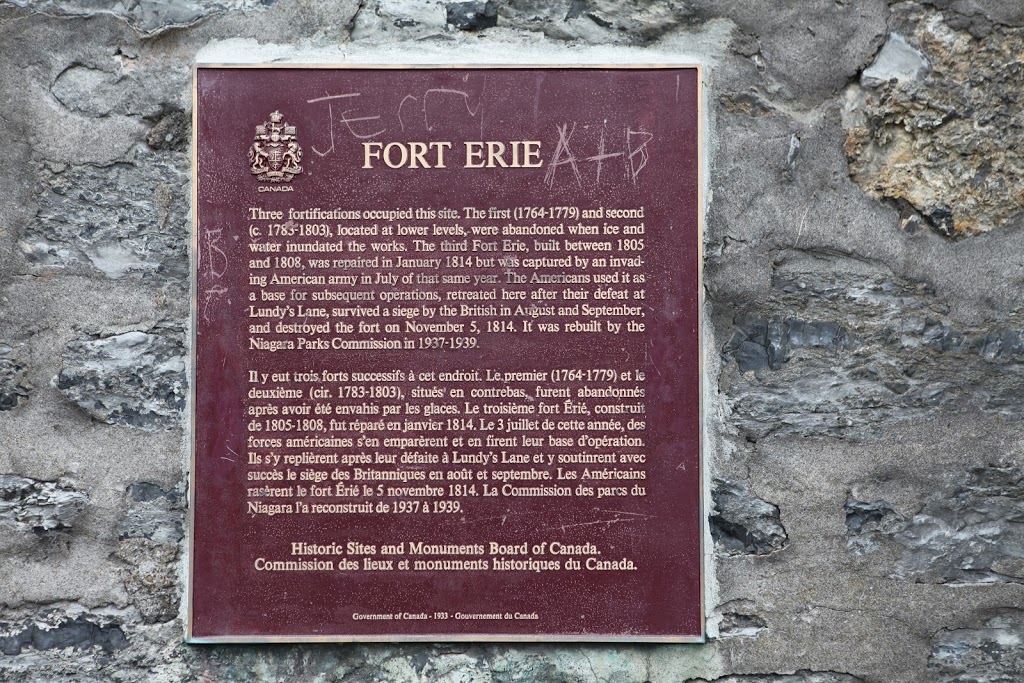 Jerry
CANADA
FORT ERIE
A+B
Three fortifications occupied this site. The first (1764-1779) and second
(c. 1783-1803), located at lower levels, were abandoned when ice and
water inundated the works. The third Fort Erie, built between 1805
and 1808, was repaired in January 1814 but was captured by an invad-
ing American army in July of that same year. The Americans used it as
a base for subsequent operations, retreated here after their defeat at
Lundy's Lane, survived a siege by the British in August and September,
and destroyed the fort on November 5, 1814. It was rebuilt by the
Niagara Parks Commission in 1937-1939.
Il y eut trois forts successifs à cet endroit. Le premier (1764-1779) et le
deuxième (cir. 1783-1803), situés en contrebas, furent abandonnés
après avoir été envahis par les glaces. Le troisième fort Érié, construit
de 1805-1808, fut réparé en janvier 1814. Le 3 juillet de cette année, des
forces américaines s'en emparèrent et en firent leur base d'opération.
Ils s'y replièrent après leur défaite à Lundy's Lane et y soutinrent avec
succès le siège des Britanniques en août et septembre. Les Américains
rasèrent le fort Érié le 5 novembre 1814. La Commission des parcs du
Niagara l'a reconstruit de 1937 à 1939.
Historic Sites and Monuments Board of Canada.
Commission des lieux et monuments historiques du Canada.
Government of Canada - 1933 - Gouvernement du Canada